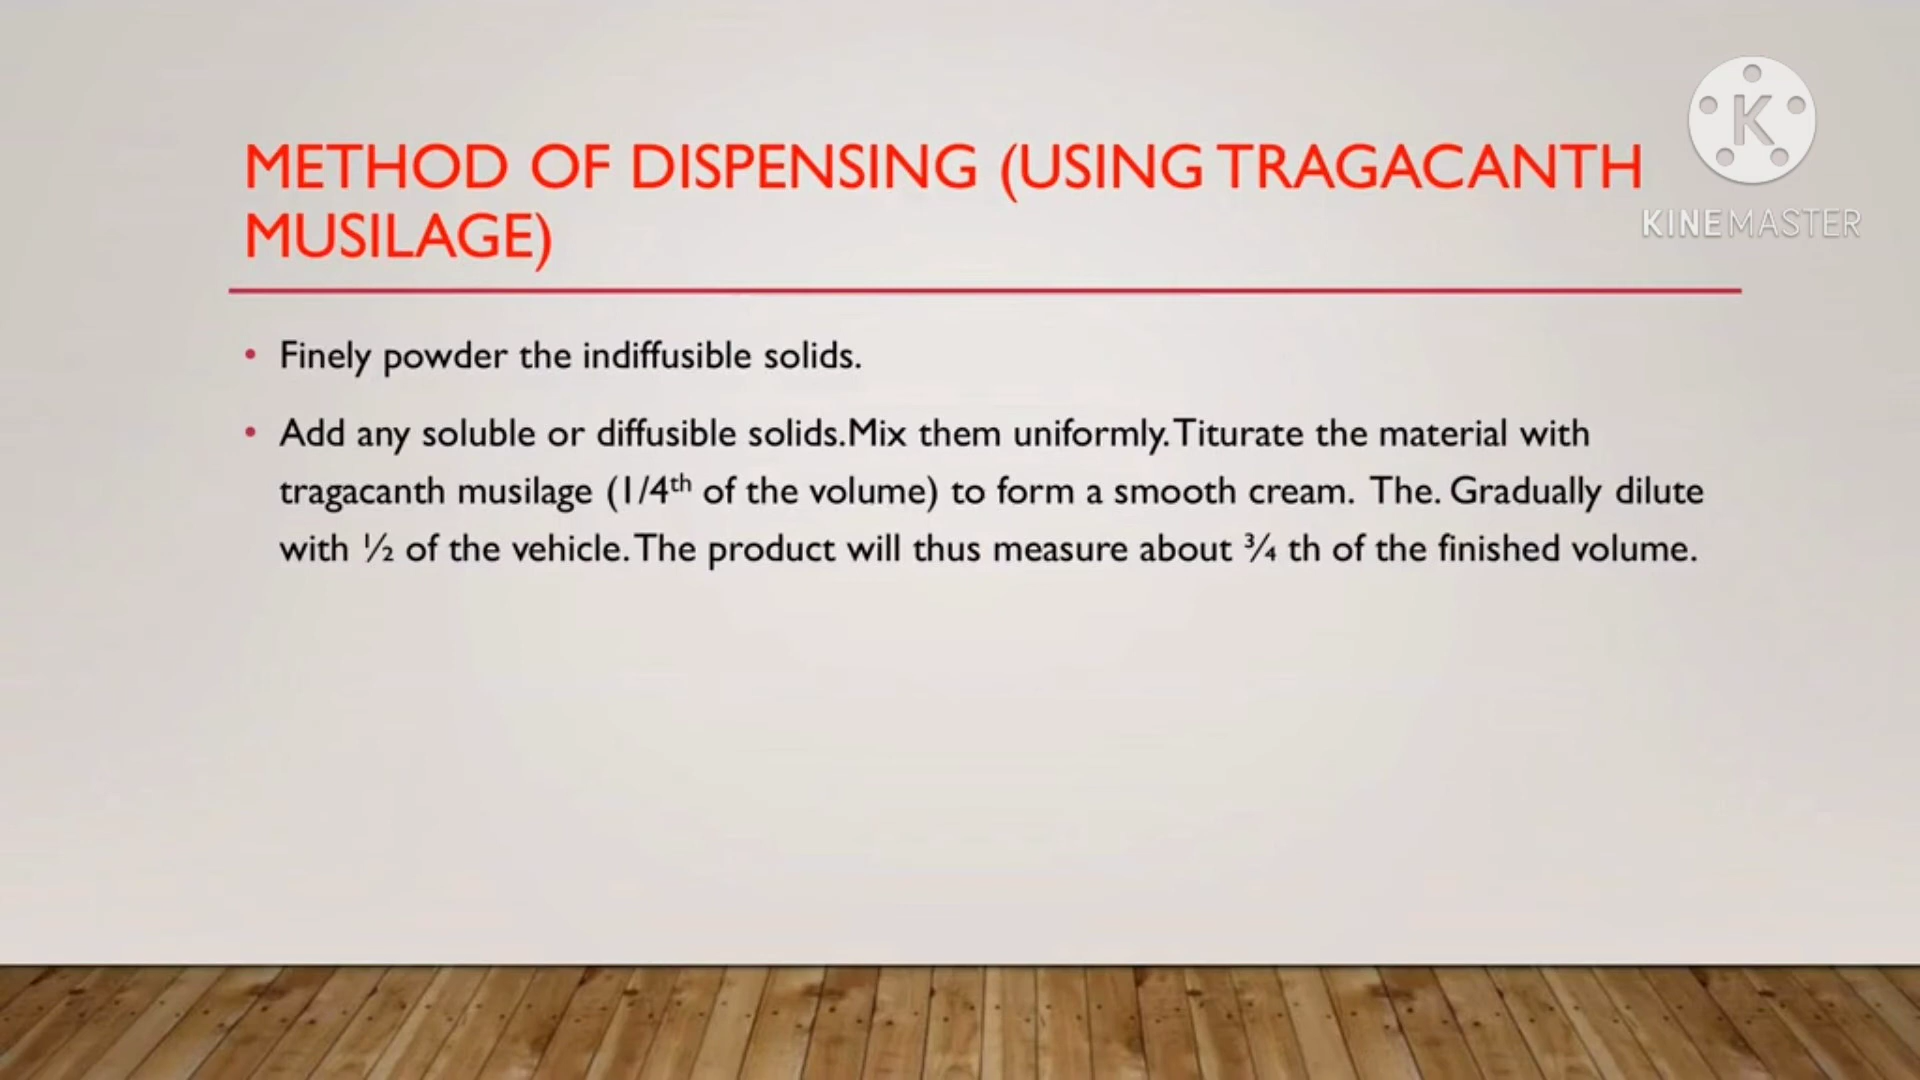 METHOD OF DISPENSING (USING TRAGACANTH
MUSILAGE)
K
KINEMASTER
• Finely powder the indiffusible solids.
• Add any soluble or diffusible solids.Mix them uniformly.Titurate the material with
tragacanth musilage (1/4th of the volume) to form a smooth cream. The. Gradually dilute
with ½ of the vehicle.The product will thus measure about ¾ th of the finished volume.